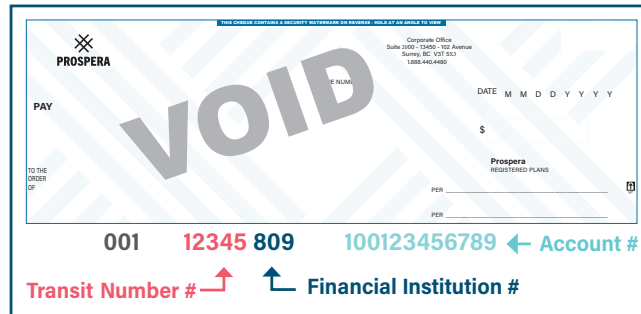 THIS CHEQUE CONTAINS A SECURITY WATERMARK ON REVERSE - HOLD AT AN ANGLE TO VIEW
PROSPERA
Corporate Office
Suite 2000 - 13450 - 102 Avenue
Surrey, BC V3T 5X3
1.888.440.4480
VOID
E NUM
DATE M M D D Y Y Y Y
PAY
$
TO THE
ORDER
OF
Prospera
REGISTERED PLANS
PER
PER
001 12345 809 100123456789 Account #
Transit Number # Financial Institution #